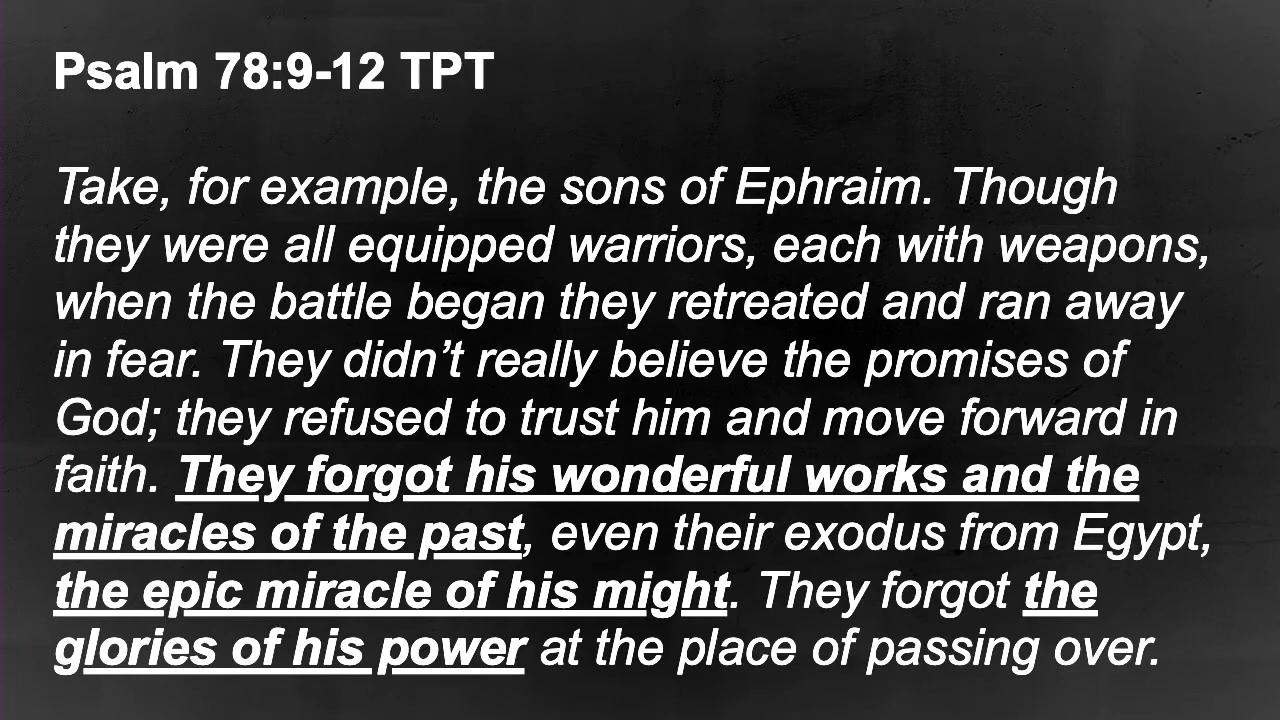 Psalm 78:9-12 TPT
Take, for example, the sons of Ephraim. Though
they were all equipped warriors, each with weapons,
when the battle began they retreated and ran away
in fear. They didn’t really believe the promises of
God; they refused to trust him and move forward in
faith. They forgot his wonderful works and the
miracles of the past, even their exodus from Egypt,
the epic miracle of his might. They forgot the
glories of his power at the place of passing over.